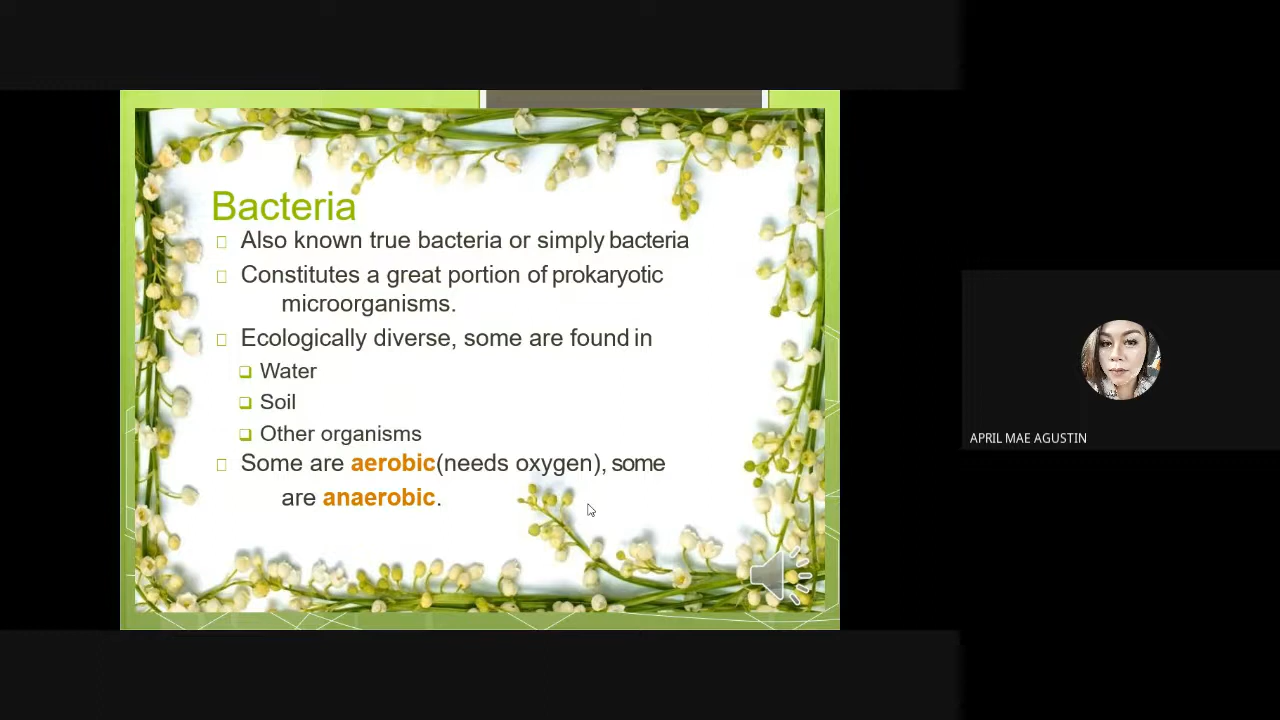 Bacteria
Also known true bacteria or simply bacteria
Constitutes a great portion of prokaryotic
microorganisms.
Ecologically diverse, some are found in
Water
Soil
Other organisms
Some are aerobic(needs oxygen), some
are anaerobic.
APRIL MAE AGUSTIN